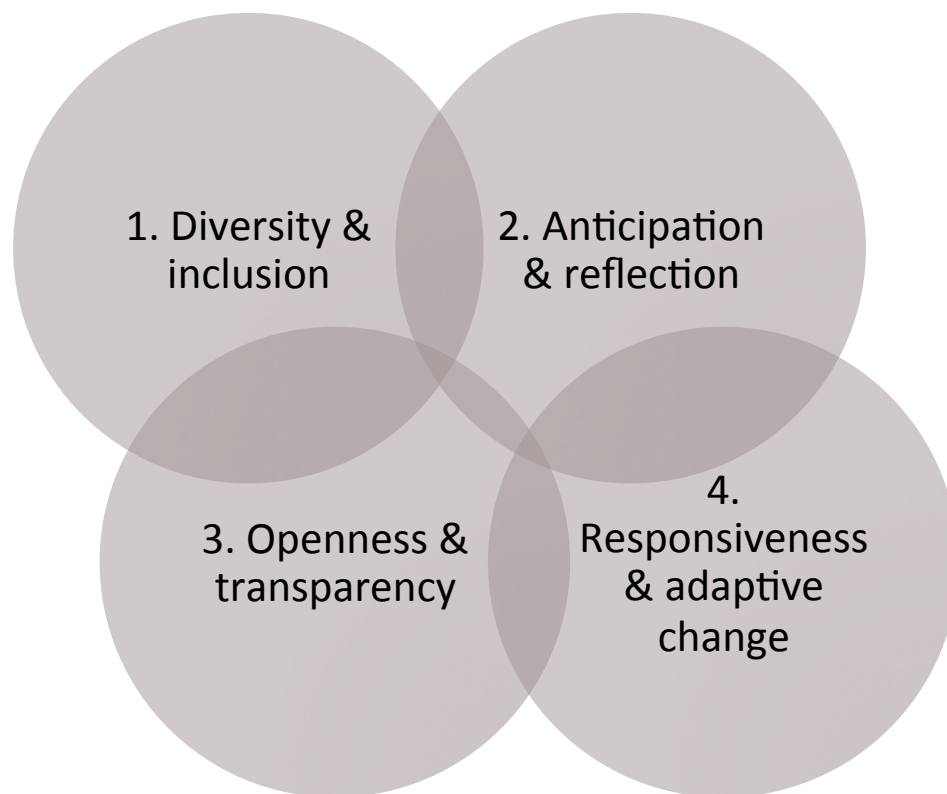 1. Diversity &
inclusion
2. Anticipation
& reflection
3. Openness &
transparency
4.
Responsiveness
& adaptive
change